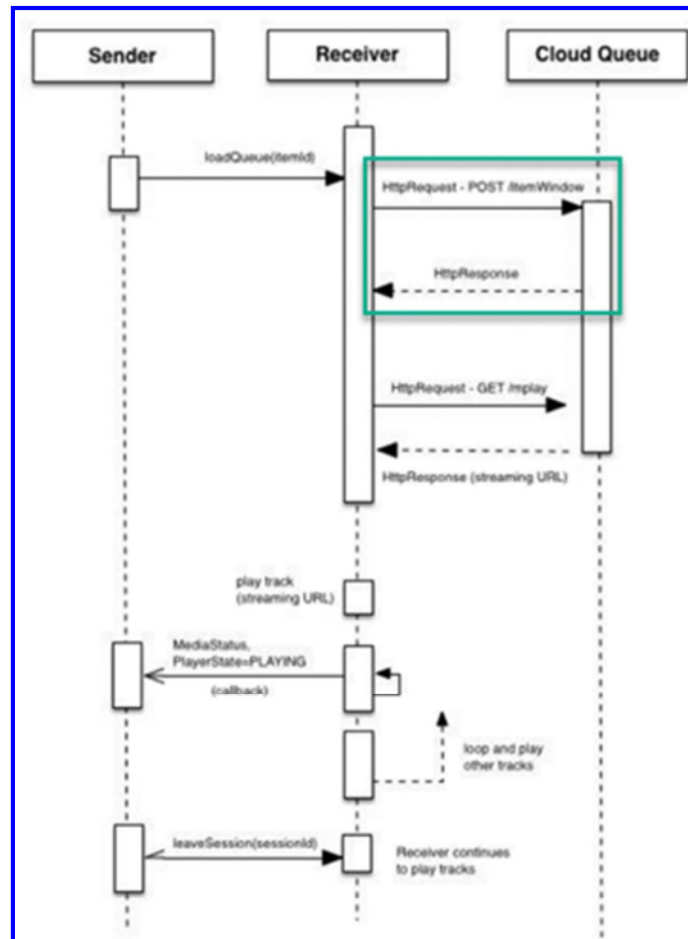 Sender
Receiver
Cloud Queue
loadQueue(itemId)
HttpRequest - POST /itemWindow
HttpResponse
HttpRequest - GET /mplay
HttpResponse (streaming URL)
play track
(streaming URL)
MediaStatus,
PlayerState=PLAYING
(callback)
loop and play
other tracks
leaveSession(sessionId)
Receiver continues
to play tracks